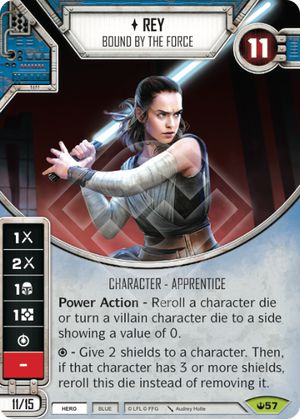 REY
BOUND BY THE FORCE
11
1
2
1
1
-
11/15
CHARACTER - APPRENTICE
Power Action - Reroll a character die
or turn a villain character die to a side
showing a value of 0.
- Give 2 shields to a character. Then,
if that character has 3 or more shields,
reroll this die instead of removing it.
HERO
BLUE
© LFL © FFG
Audrey Hotte
57